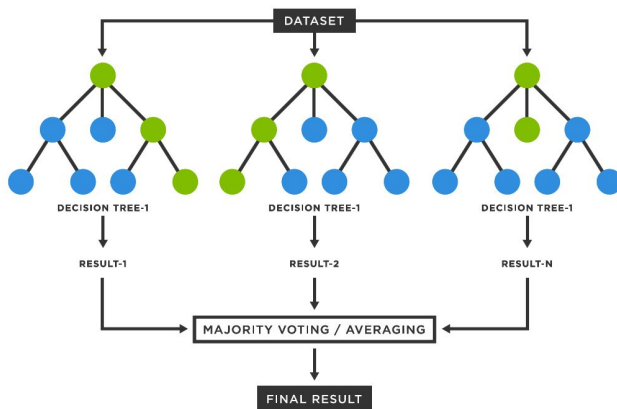 DATASET
DECISION TREE-1
DECISION TREE-1
DECISION TREE-1
RESULT-1
RESULT-2
RESULT-N
MAJORITY VOTING / AVERAGING
FINAL RESULT